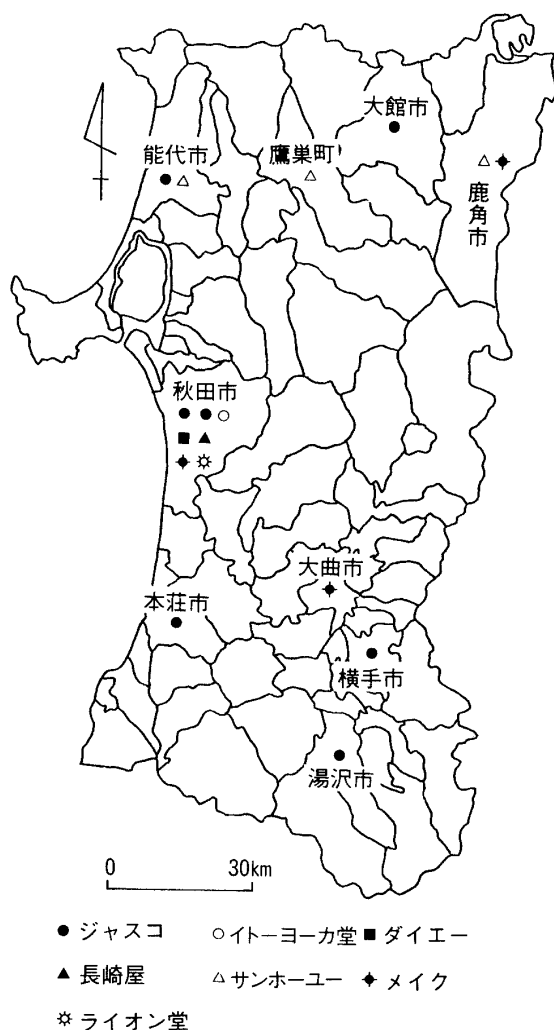 大館市
能代市
鷹巣町
鹿角市
秋田市
大曲市
本荘市
横手市
湯沢市
0 30km
● ジャスコ ○ イトーヨーカ堂 ■ ダイエー
▲ 長崎屋 △ サンホーユー ✦ メイク
☼ ライオン堂